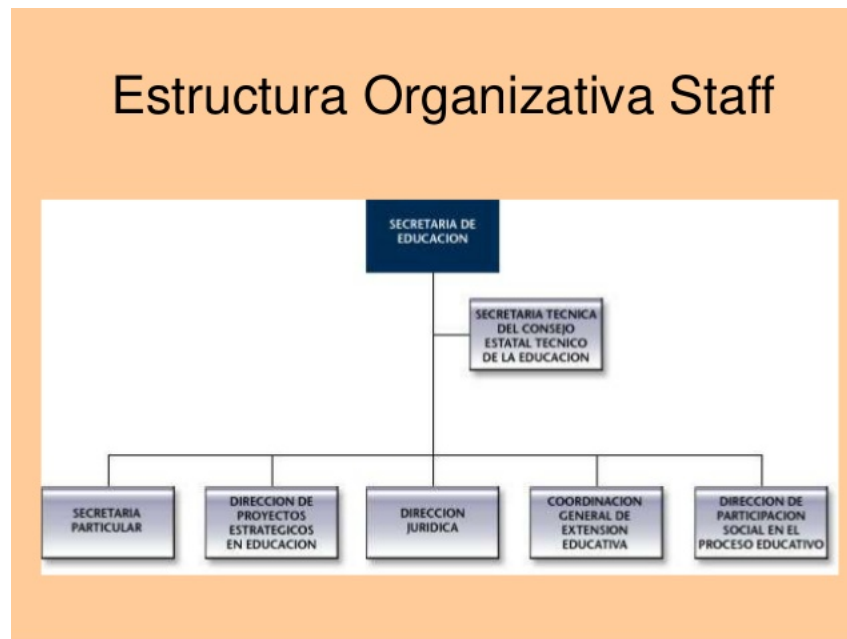 Estructura Organizativa Staff
SECRETARIA DE
EDUCACION
SECRETARIA TECNICA
DEL CONSEJO
ESTATAL TECNICO
DE LA EDUCACION
SECRETARIA
PARTICULAR
DIRECCION DE
PROYECTOS
ESTRATEGICOS
EN EDUCACION
DIRECCION
JURIDICA
COORDINACION
GENERAL DE
EXTENSION
EDUCATIVA
DIRECCION DE
PARTICIPACION
SOCIAL EN EL
PROCESO EDUCATIVO